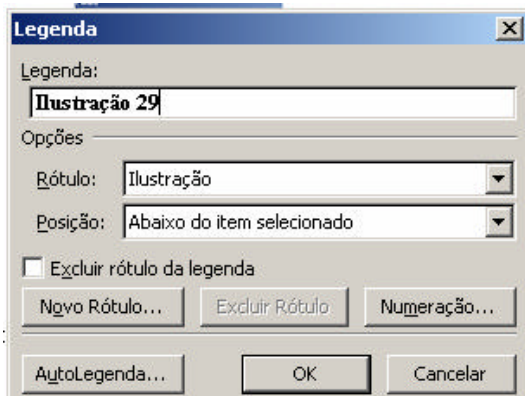 Legenda
Legenda:
Ilustração 29
Opções
Rótulo: Ilustração
Posição: Abaixo do item selecionado
Excluir rótulo da legenda
Novo Rótulo... Excluir Rótulo Numeração...
:
AutoLegenda... OK Cancelar